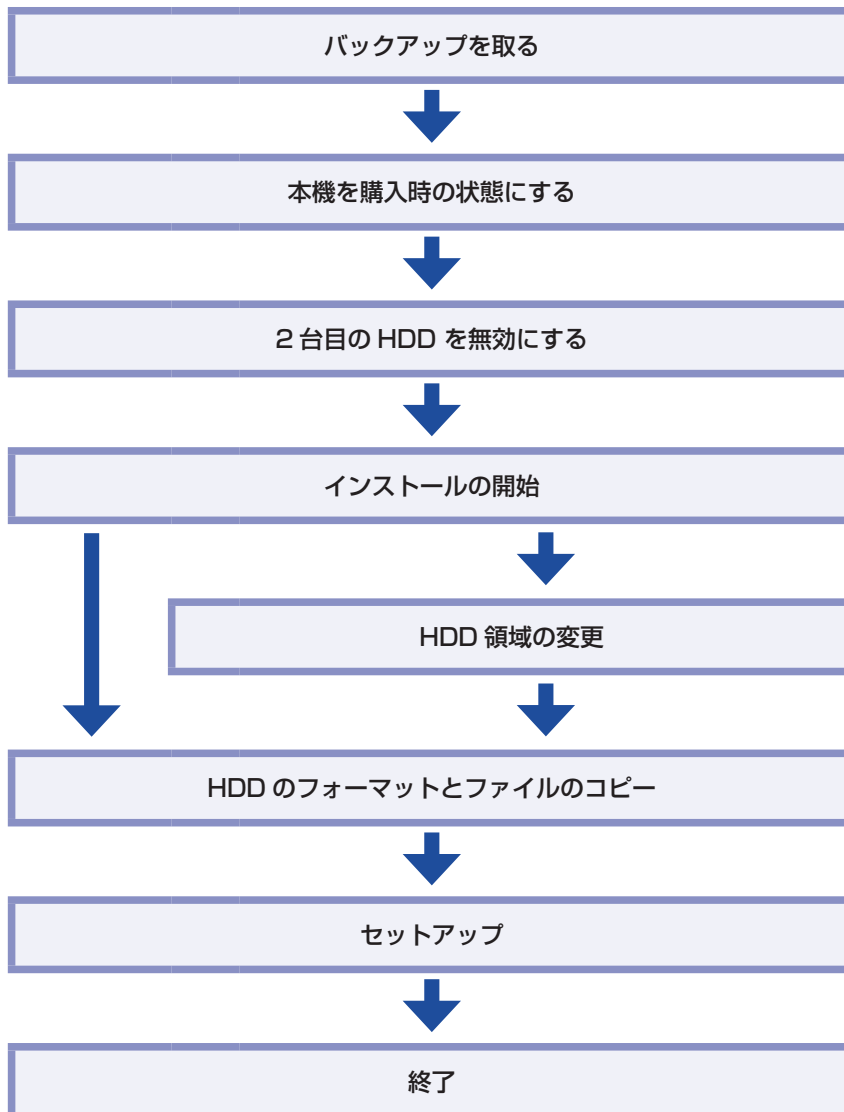 バックアップを取る
本機を購入時の状態にする
2台目の HDD を無効にする
インストールの開始
HDD 領域の変更
HDD のフォーマットとファイルのコピー
セットアップ
終了